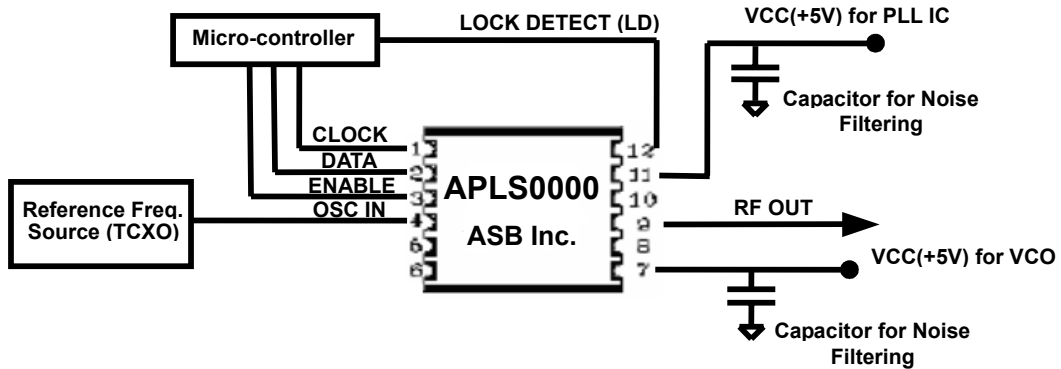 LOCK DETECT (LD)
VCC(+5V) for PLL IC
Micro-controller
Capacitor for Noise
Filtering
CLOCK
DATA
ENABLE
OSC IN
Reference Freq.
Source (TCXO)
1
2
3
4
5
6
APLS0000
ASB Inc.
12
11
10
9
8
7
RF OUT
VCC(+5V) for VCO
Capacitor for Noise
Filtering